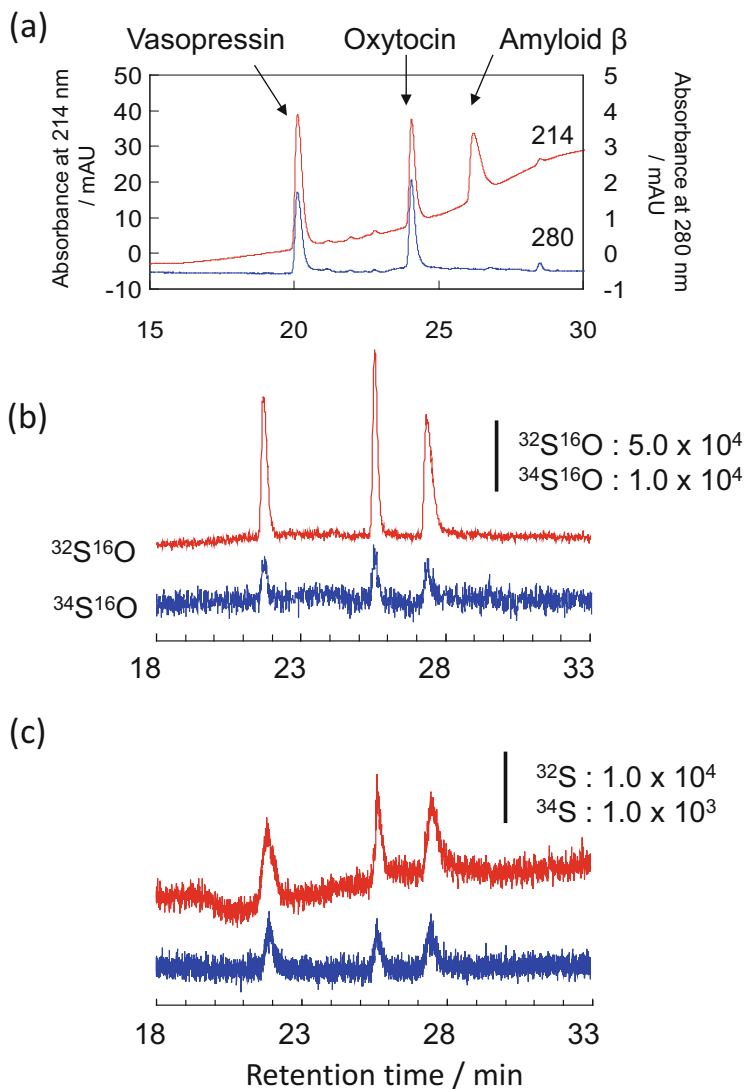 (a)
Vasopressin
Oxytocin
Amyloid β
Absorbance at 214 nm
/ mAU
50
40
30
20
10
0
-10
214
280
5
4
3
2
1
0
-1
Absorbance at 280 nm
/ mAU
15
20
25
30
(b)
³²S¹⁶O : 5.0 x 10⁴
³⁴S¹⁶O : 1.0 x 10⁴
³²S¹⁶O
³⁴S¹⁶O
18
23
28
33
(c)
³²S : 1.0 x 10⁴
³⁴S : 1.0 x 10³
18
23
28
33
Retention time / min